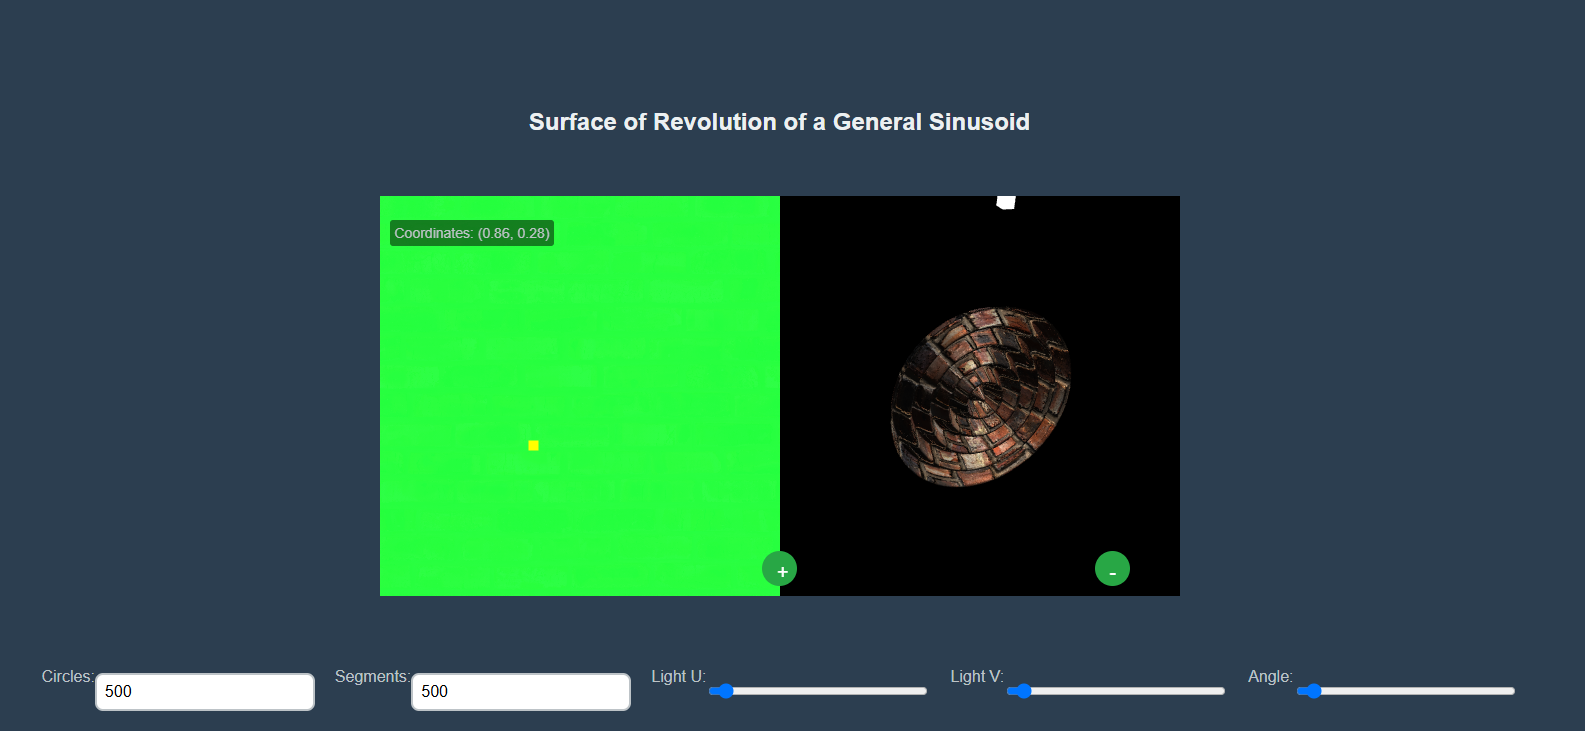 Surface of Revolution of a General Sinusoid
Coordinates: (0.86, 0.28)
+ -
Circles: 500 Segments: 500 Light U: Light V: Angle: